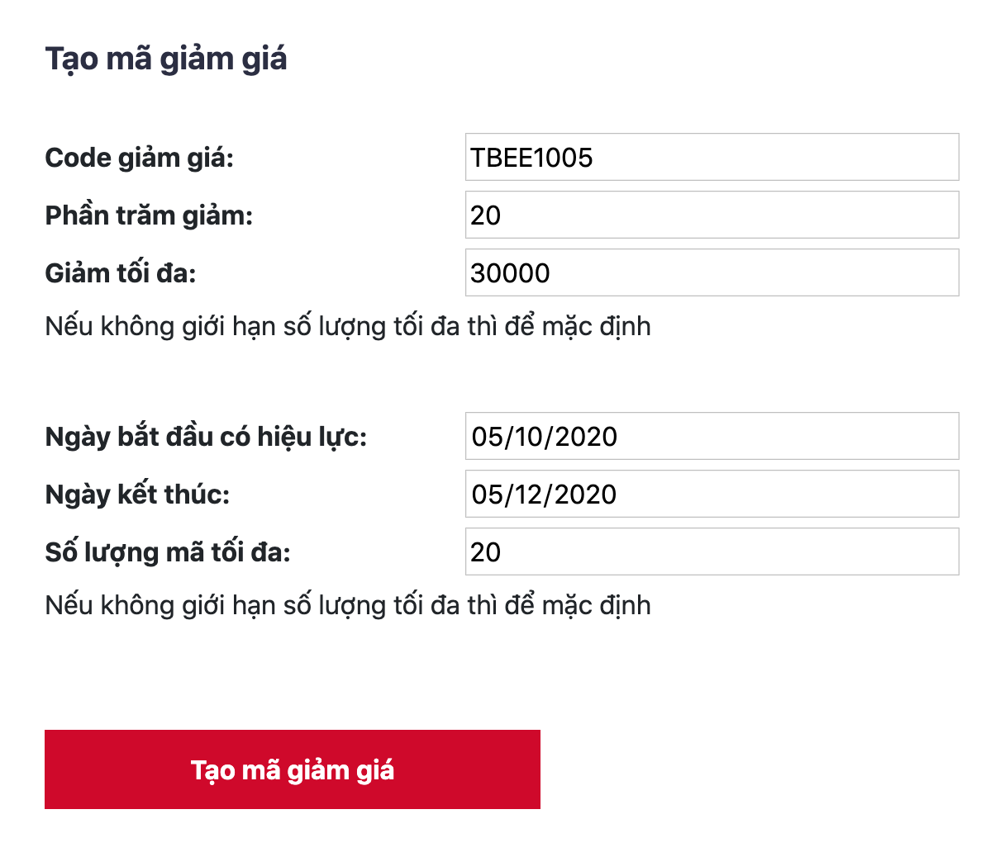 Tạo mã giảm giá
Code giảm giá: TBEE1005
Phần trăm giảm: 20
Giảm tối đa: 30000
Nếu không giới hạn số lượng tối đa thì để mặc định
Ngày bắt đầu có hiệu lực: 05/10/2020
Ngày kết thúc: 05/12/2020
Số lượng mã tối đa: 20
Nếu không giới hạn số lượng tối đa thì để mặc định
Tạo mã giảm giá